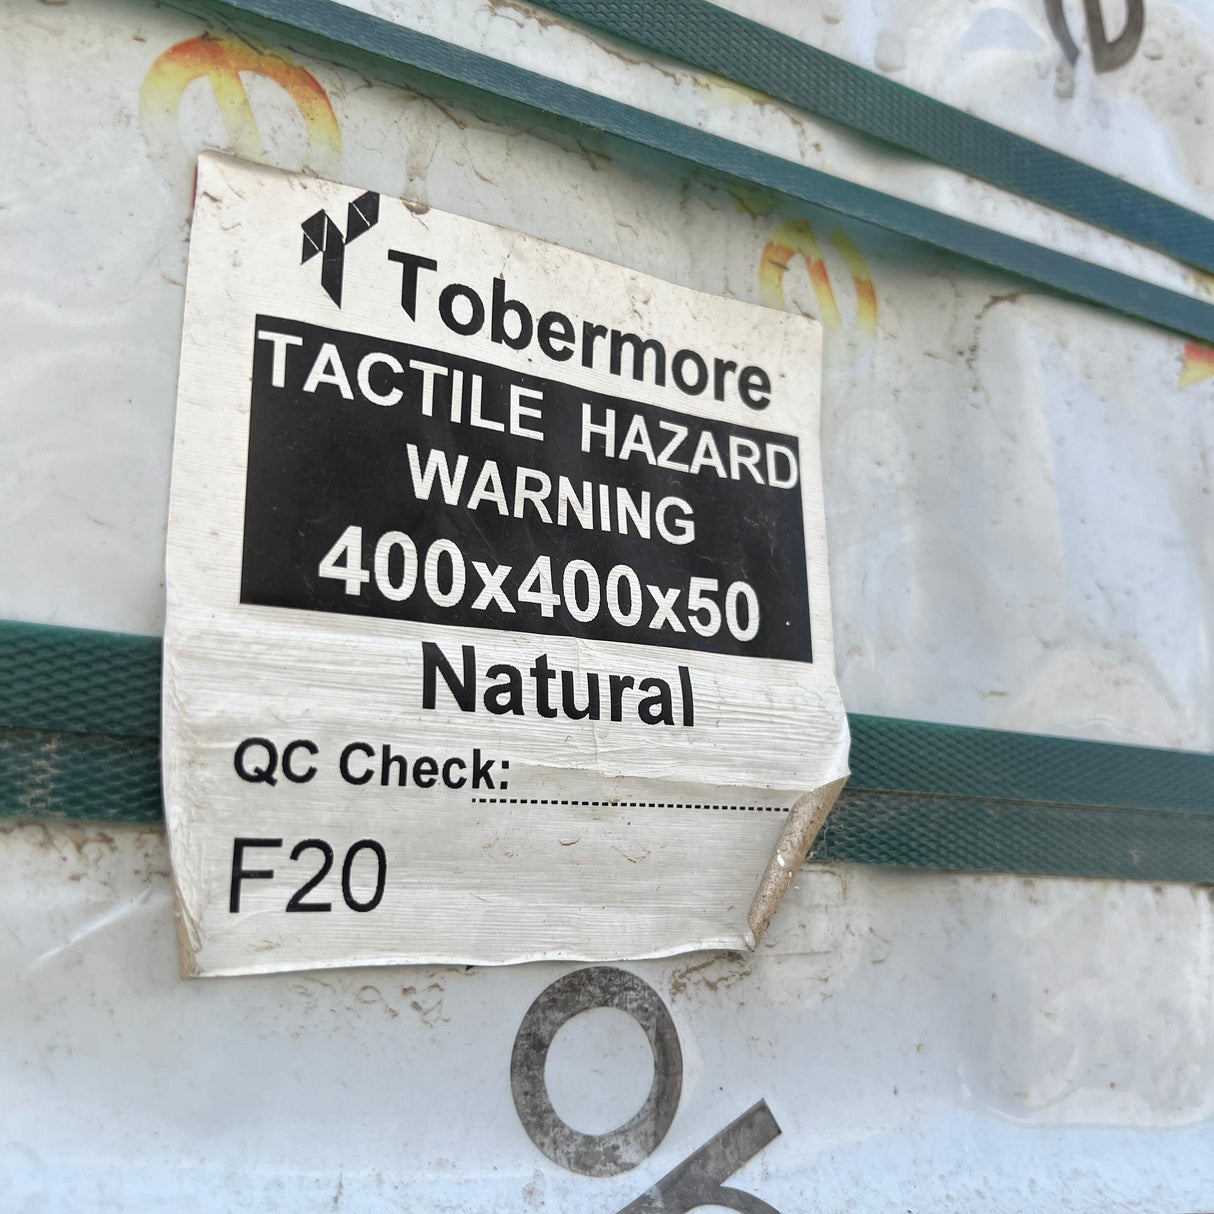 Tobermore
TACTILE HAZARD
WARNING
400x400x50
Natural
QC Check:
F20